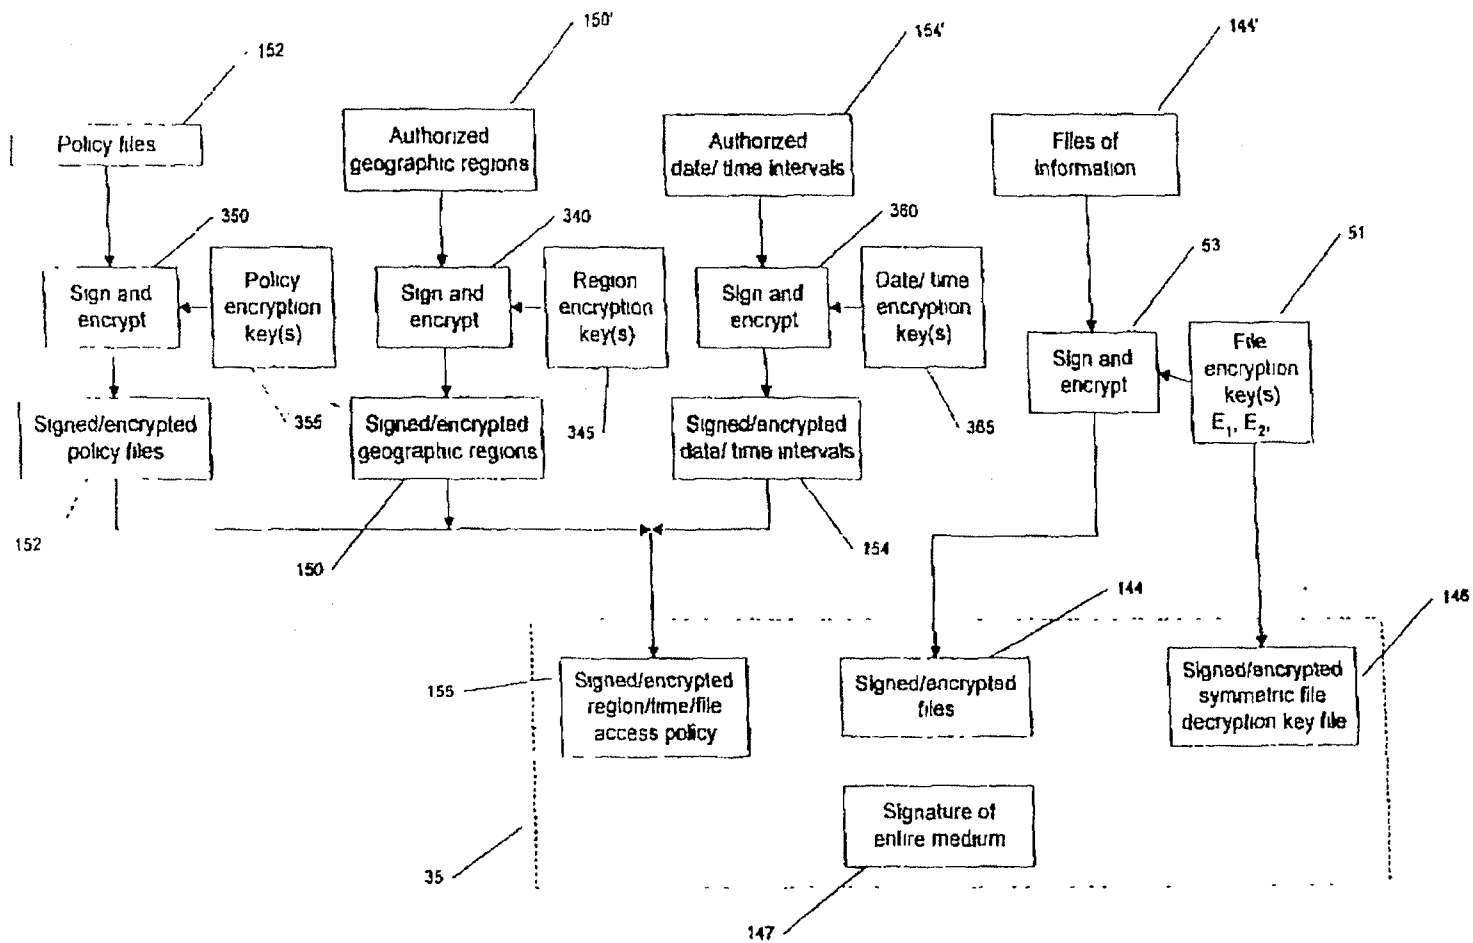 150'
154'
144'
152
Policy files
Authorized
geographic regions
Authorized
date/ time intervals
Files of
information
350
340
360
53
51
Sign and
encrypt
Policy
encryption
key(s)
Sign and
encrypt
Region
encryption
key(s)
Sign and
encrypt
Date/ time
encryption
key(s)
Sign and
encrypt
File
encryption
key(s)
E1, E2,
355
345
365
Signed/encrypted
policy files
Signed/encrypted
geographic regions
Signed/encrypted
date/ time intervals
152
150
154
144
146
156
Signed/encrypted
region/time/file
access policy
Signed/encrypted
files
Signed/encrypted
symmetric file
decryption key file
Signature of
entire medium
35
147